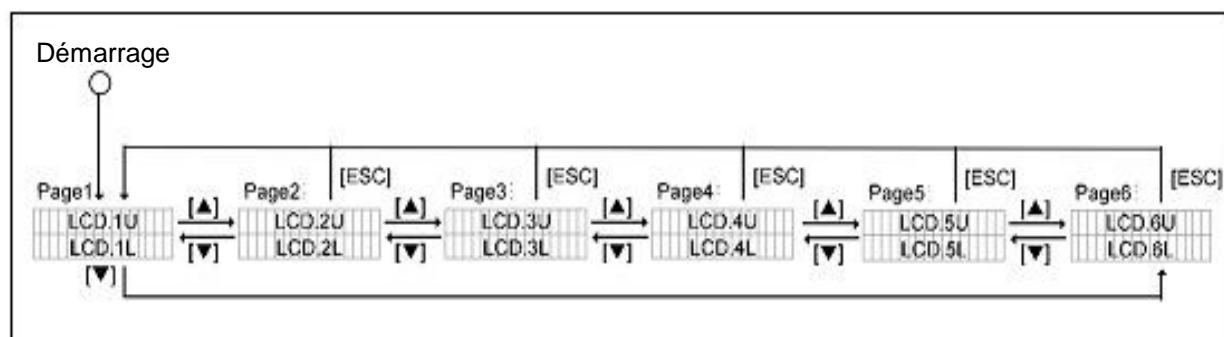 Démarrage
[ESC] [ESC] [ESC] [ESC] [ESC]
Page1 Page2 Page3 Page4 Page5 Page6
[▲] [▲] [▲] [▲] [▲]
LCD.1U LCD.2U LCD.3U LCD.4U LCD.5U LCD.6U
LCD.1L LCD.2L LCD.3L LCD.4L LCD.5L LCD.6L
[▼] [▼] [▼] [▼] [▼] [▼]